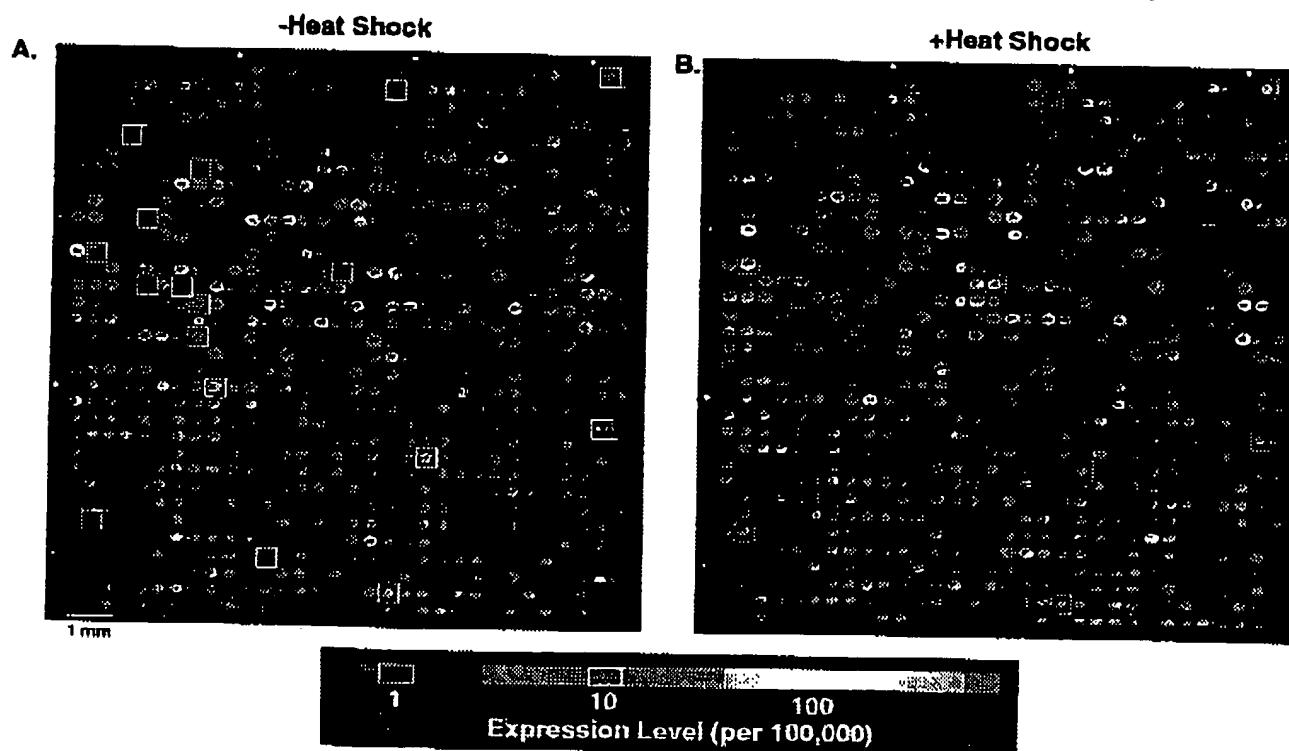 -Heat Shock
A.
+Heat Shock
B.
1 mm
1
10
100
Expression Level (per 100,000)